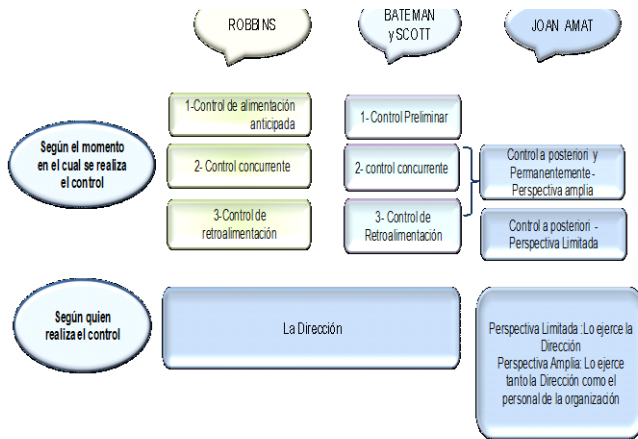 ROBBINS
BATEMAN
y SCOTT
JOAN AMAT
Según el momento
en el cual se realiza
el control
1-Control de alimentación
anticipada
2- Control concurrente
3-Control de
retroalimentación
1- Control Preliminar
2- control concurrente
3- Control de
Retroalimentación
Control a posteriori y
Permanentemente-
Perspectiva amplia
Control a posteriori -
Perspectiva Limitada
Según quien
realiza el control
La Dirección
Perspectiva Limitada :Lo ejerce la
Dirección
Perspectiva Amplia: Lo ejerce
tanto la Dirección como el
personal de la organización